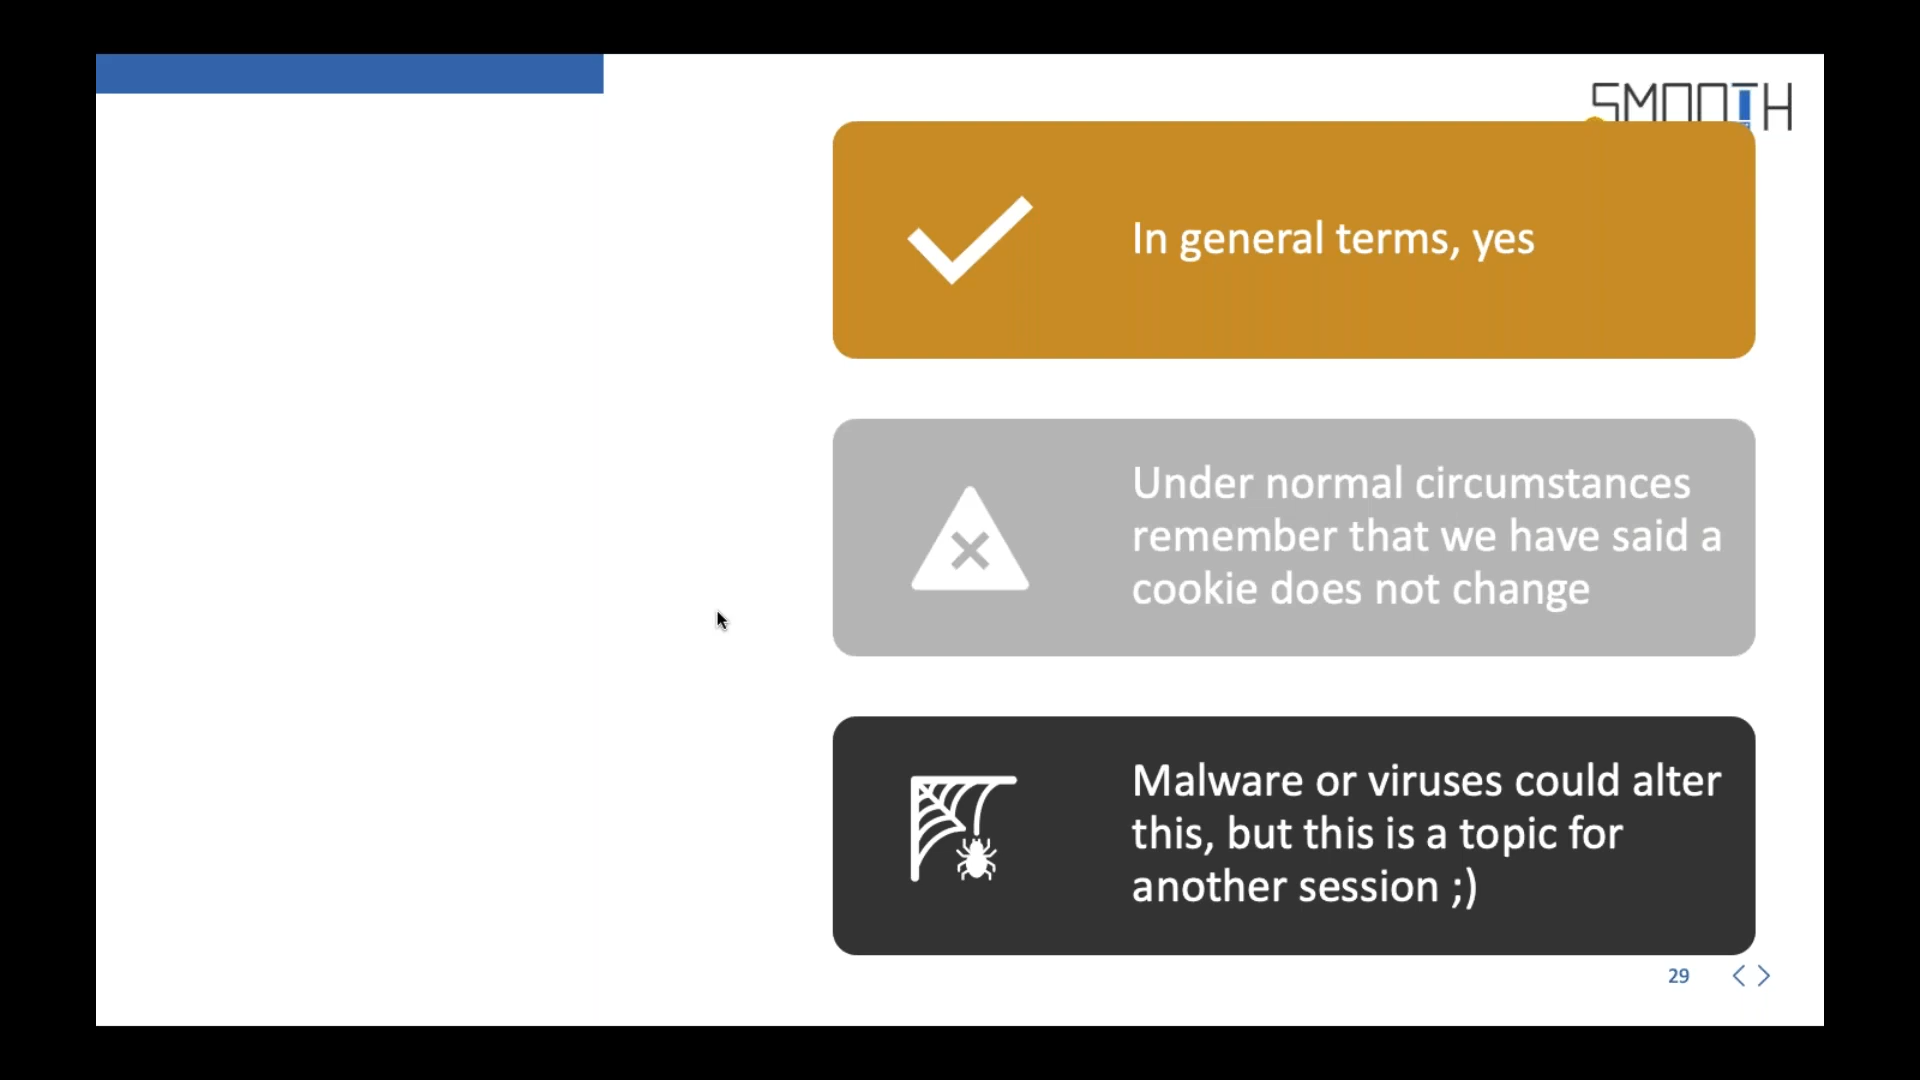 SMOOTH
In general terms, yes
Under normal circumstances
remember that we have said a
cookie does not change
Malware or viruses could alter
this, but this is a topic for
another session ;)
29